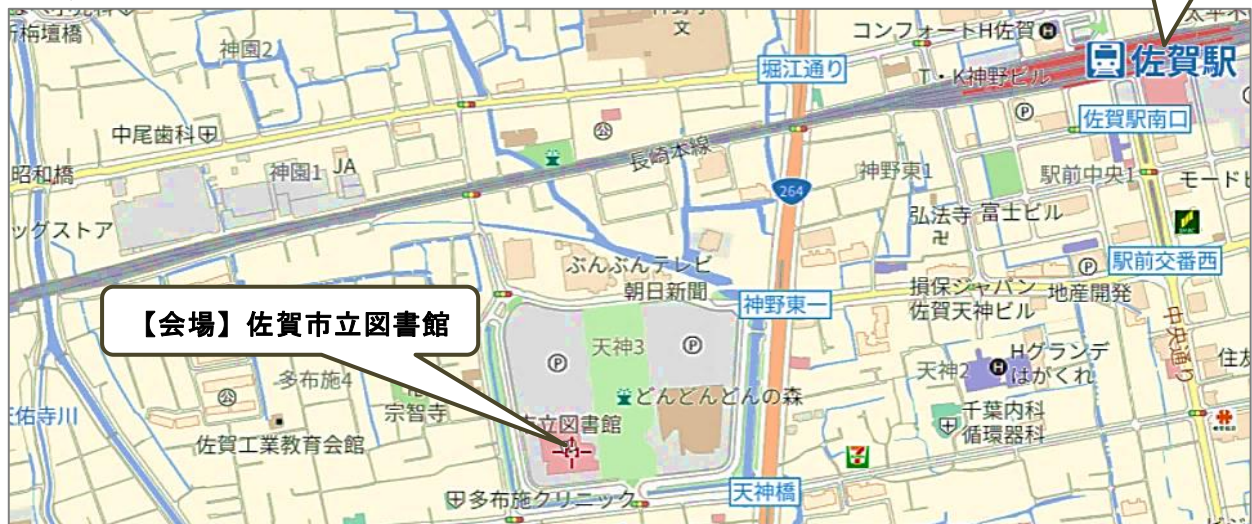 栴壇橋
神園2
文
コンフォートH佐賀
佐賀駅
堀江通り
T・K神野ビル
佐賀駅南口
中尾歯科
昭和橋
神園1
JA
長崎本線
264
神野東1
駅前中央1
モード
弘法寺
富士ビル
ッグストア
ぶんぶんテレビ
朝日新聞
神野東一
駅前交番西
損保ジャパン
佐賀天神ビル
地産開発
【会場】佐賀市立図書館
天神3
中央通り
多布施4
Hグランデ
はがくれ
天神2
住友
どんどんどんの森
宗智寺
市立図書館
千葉内科
循環器科
天佑寺川
佐賀工業教育会館
多布施クリニック
天神橋